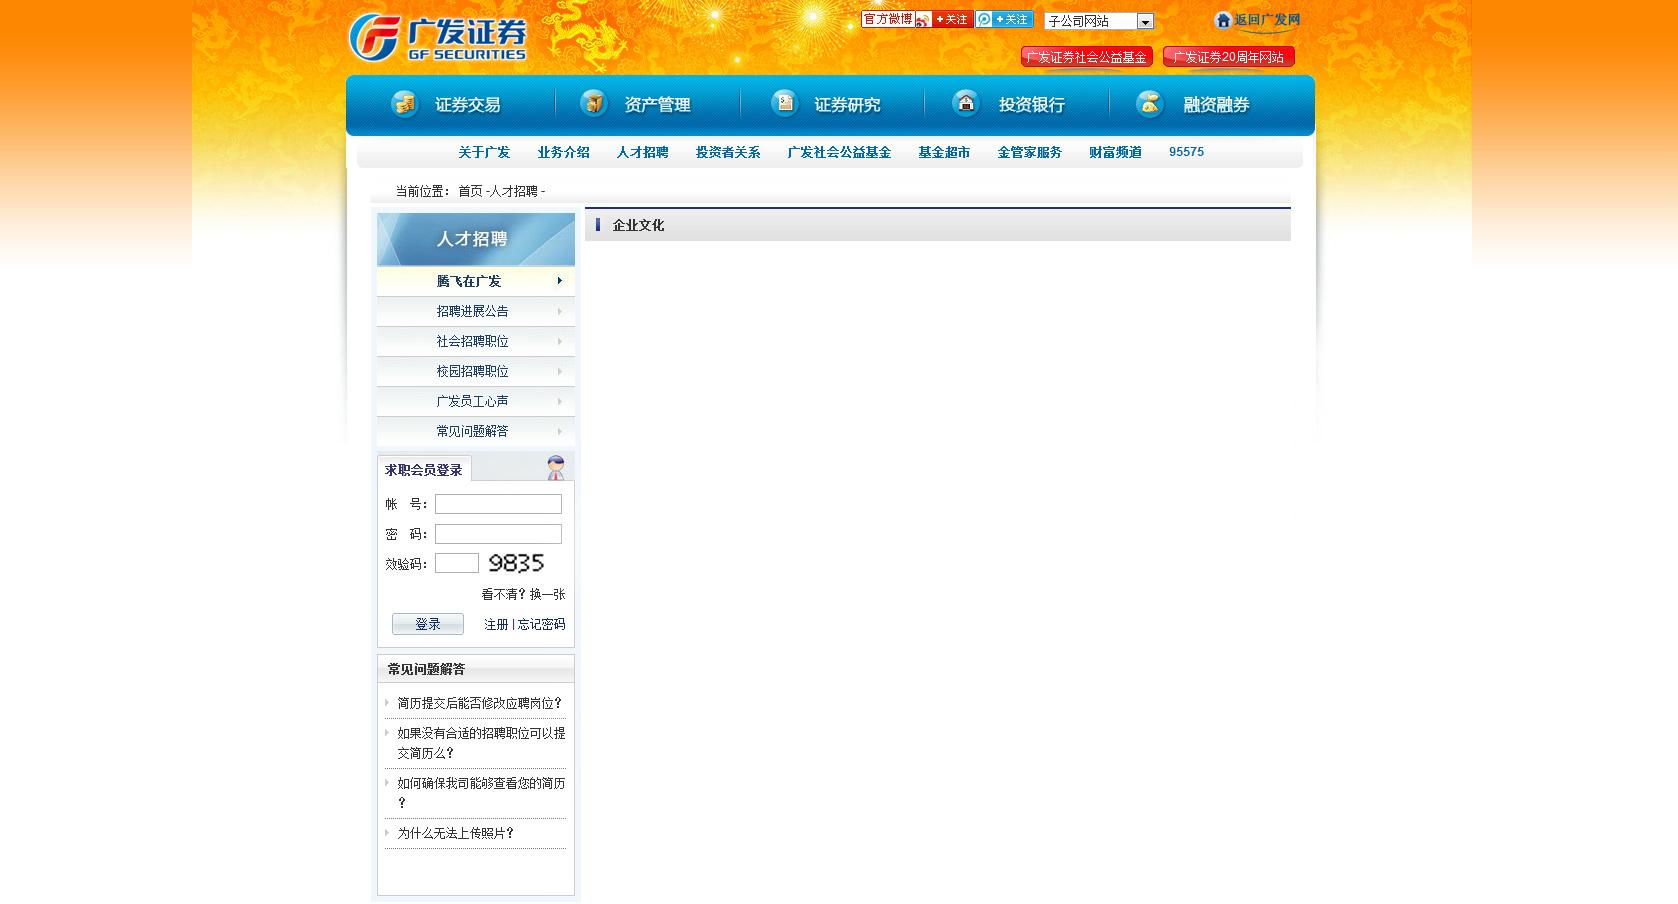 广发证券
GF SECURITIES
官方微博
+关注
+关注
子公司网站
返回广发网
广发证券社会公益基金
广发证券20周年网站
证券交易
资产管理
证券研究
投资银行
融资融券
关于广发 业务介绍 人才招聘 投资者关系 广发社会公益基金 基金超市 金管家服务 财富频道 95575
当前位置： 首页 -人才招聘 -
人才招聘
腾飞在广发
招聘进展公告
社会招聘职位
校园招聘职位
广发员工心声
常见问题解答
企业文化
求职会员登录
帐 号：
密 码：
效验码：
9835
看不清？换一张
登录
注册 | 忘记密码
常见问题解答
简历提交后能否修改应聘岗位？
如果没有合适的招聘职位可以提
交简历么？
如何确保我司能够查看您的简历
？
为什么无法上传照片？